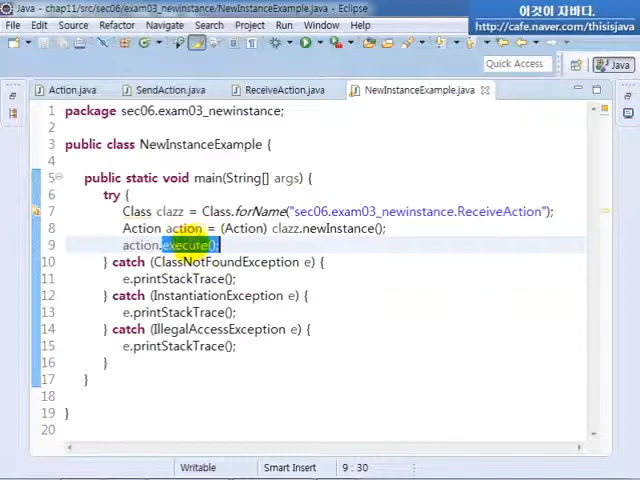 Java - chap11/src/sec06/exam03_newinstance/NewInstanceExample.java - Eclipse
이것이 자바다.
http://cafe.naver.com/thisisjava
File Edit Source Refactor Navigate Search Project Run Window Help
Quick Access
Java
Action.java SendAction.java ReceiveAction.java NewInstanceExample.java
1 package sec06.exam03_newinstance;
2
3 public class NewInstanceExample {
4
5 public static void main(String[] args) {
6 try {
7 Class clazz = Class.forName("sec06.exam03_newinstance.ReceiveAction");
8 Action action = (Action) clazz.newInstance();
9 action.execute();
10 } catch (ClassNotFoundException e) {
11 e.printStackTrace();
12 } catch (InstantiationException e) {
13 e.printStackTrace();
14 } catch (IllegalAccessException e) {
15 e.printStackTrace();
16 }
17 }
18
19 }
20
Writable Smart Insert 9 : 30